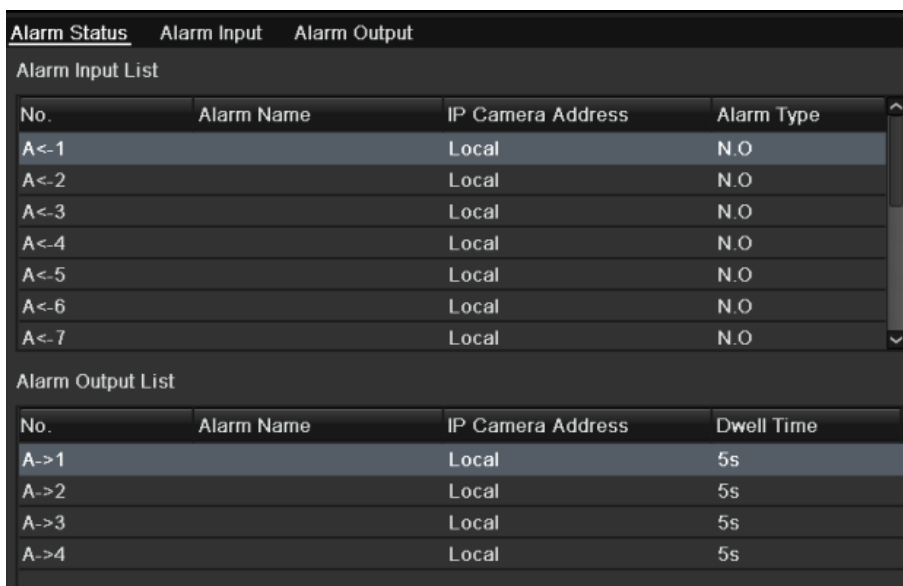 Alarm Status Alarm Input Alarm Output
Alarm Input List
No. Alarm Name IP Camera Address Alarm Type
A<-1 Local N.O
A<-2 Local N.O
A<-3 Local N.O
A<-4 Local N.O
A<-5 Local N.O
A<-6 Local N.O
A<-7 Local N.O
Alarm Output List
No. Alarm Name IP Camera Address Dwell Time
A->1 Local 5s
A->2 Local 5s
A->3 Local 5s
A->4 Local 5s